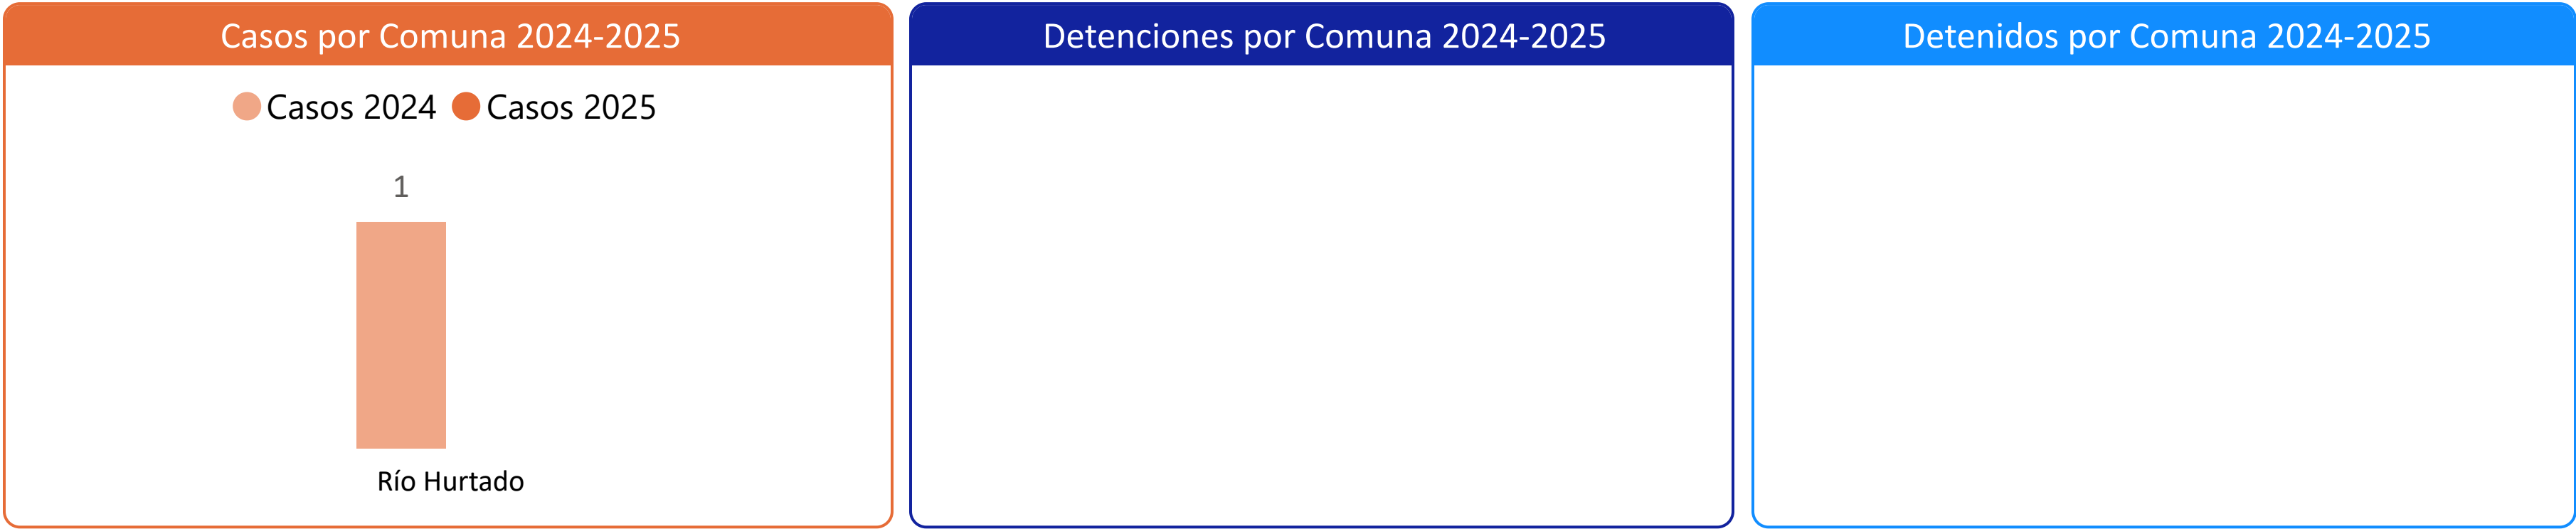 Casos por Comuna 2024-2025
Casos 2024 Casos 2025
1
Río Hurtado
Detenciones por Comuna 2024-2025
Detenidos por Comuna 2024-2025